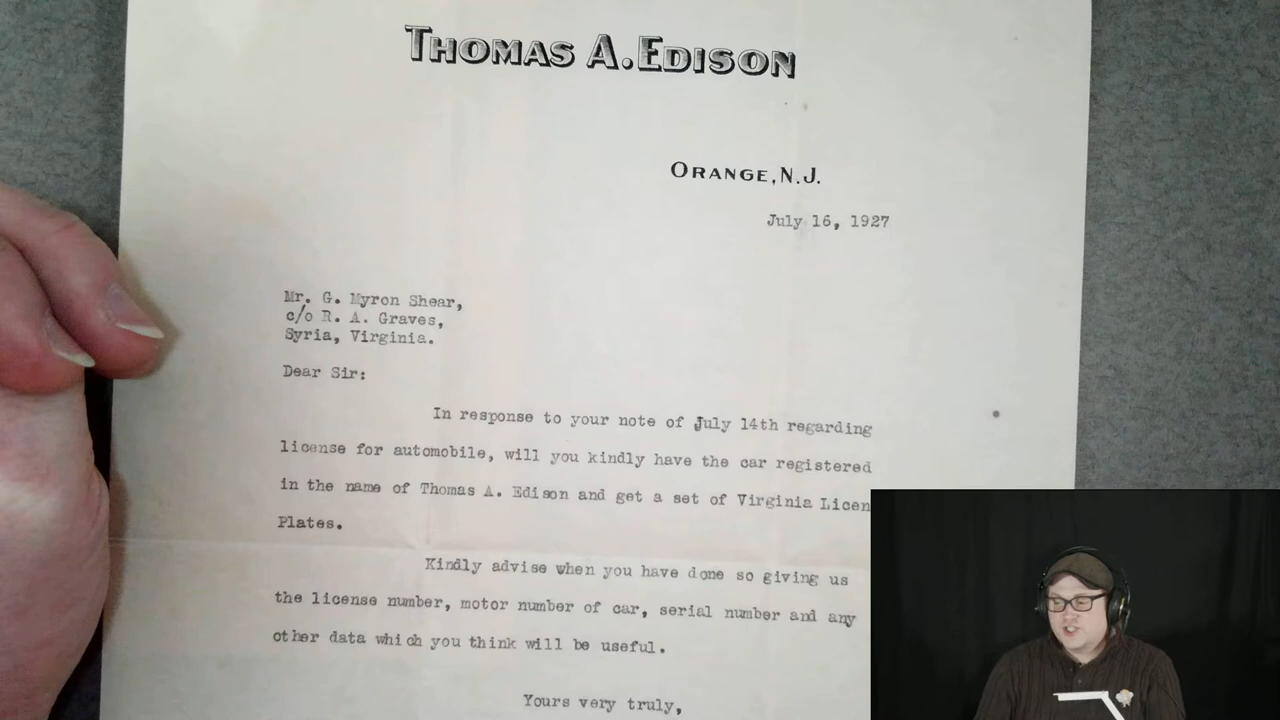 THOMAS A. EDISON
ORANGE, N.J.
July 16, 1927
Mr. G. Myron Shear,
c/o R. A. Graves,
Syria, Virginia.
Dear Sir:
In response to your note of July 14th regarding
license for automobile, will you kindly have the car registered
in the name of Thomas A. Edison and get a set of Virginia Licen
Plates.
Kindly advise when you have done so giving us
the license number, motor number of car, serial number and any
other data which you think will be useful.
Yours very truly,